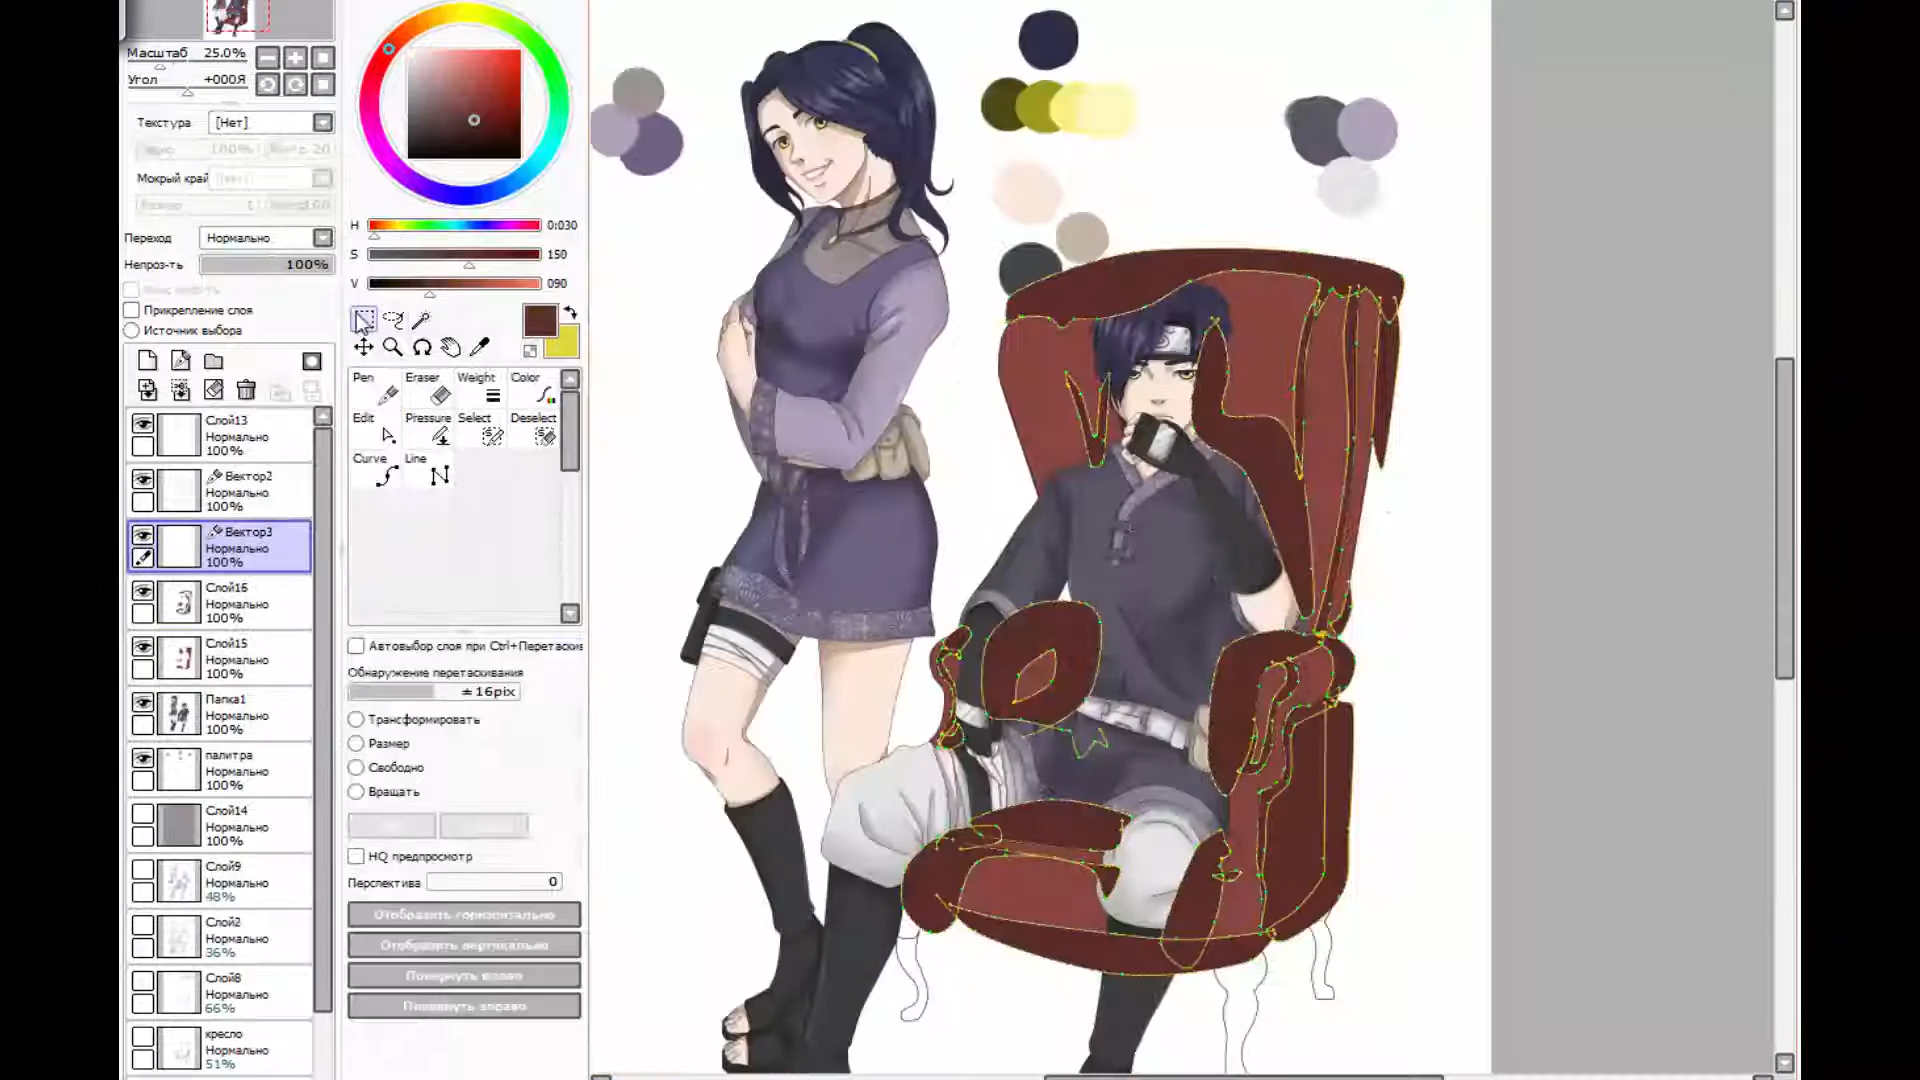 Масштаб 25.0%
Угол +000Я
Текстура [Нет]
100%
20
Мокрый край
Переход Нормально
Непроз-ть 100%
Прикрепление слоя
Источник выбора
Слой13
Нормально
100%
Вектор2
Нормально
100%
Вектор3
Нормально
100%
Слой16
Нормально
100%
Слой15
Нормально
100%
Папка1
Нормально
100%
палитра
Нормально
100%
Слой14
Нормально
100%
Слой9
Нормально
48%
Слой2
Нормально
36%
Слой8
Нормально
66%
кресло
Нормально
51%
H 0:030
S 150
V 090
Pen Eraser Weight Color
Edit Pressure Select Deselect
Curve Line
Автовыбор слоя при Ctrl+Перетаскив
Обнаружение перетаскивания
±16pix
Трансформировать
Размер
Свободно
Вращать
HQ предпросмотр
Перспектива 0
Отобразить горизонтально
Отобразить вертикально
Повернуть влево
Повернуть вправо